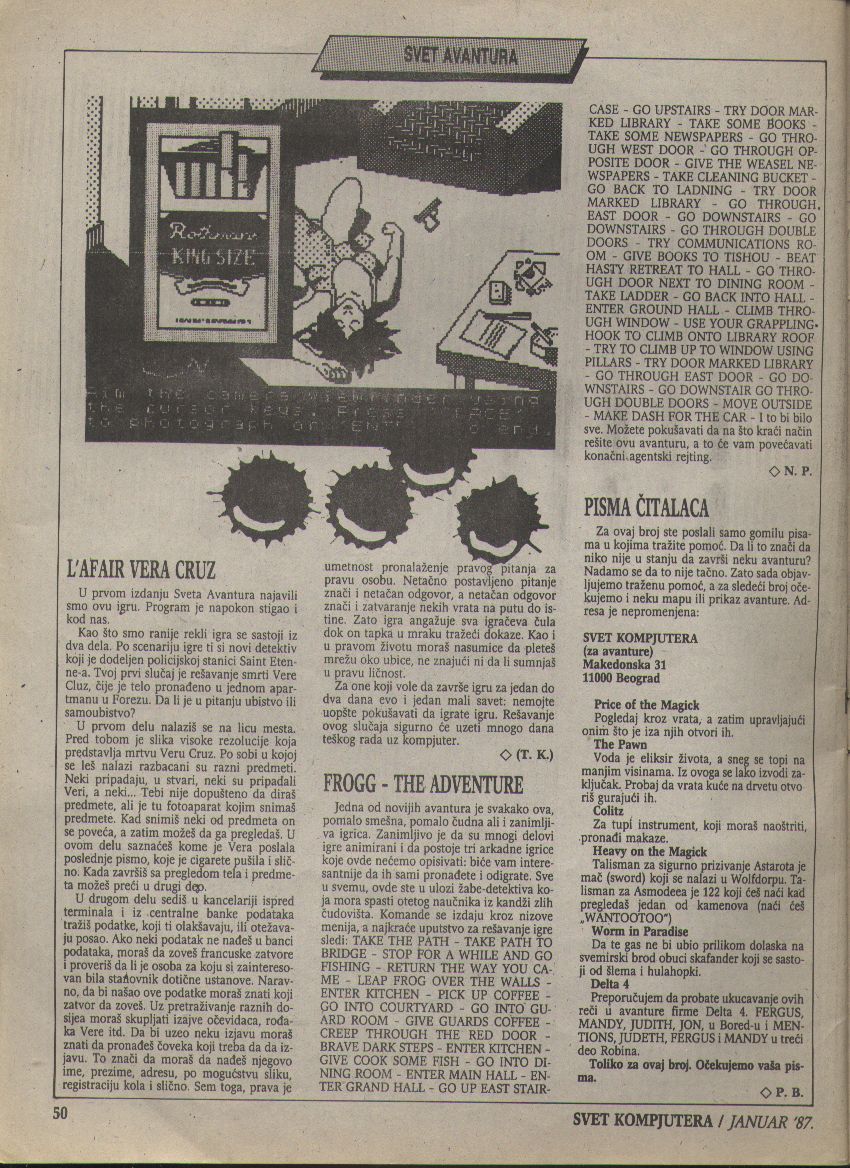 SVET AVANTURA
Rothmans
KING SIZE
Aim the camera viewfinder using
the cursor keys. Press SPACE
to photograph or 'ENT to end.
L'AFAIR VERA CRUZ
U prvom izdanju Sveta Avantura najavili
smo ovu igru. Program je napokon stigao i
kod nas.
Kao što smo ranije rekli igra se sastoji iz
dva dela. Po scenariju igre ti si novi detektiv
koji je dodeljen policijskoj stanici Saint Eten-
ne-a. Tvoj prvi slučaj je rešavanje smrti Vere
Cluz, čije je telo pronađeno u jednom apar-
tmanu u Forezu. Da li je u pitanju ubistvo ili
samoubistvo?
U prvom delu nalaziš se na licu mesta.
Pred tobom je slika visoke rezolucije koja
predstavlja mrtvu Veru Cruz. Po sobi u kojoj
se leš nalazi razbacani su razni predmeti.
Neki pripadaju, u stvari, neki su pripadali
Veri, a neki... Tebi nije dopušteno da diraš
predmete, ali je tu fotoaparat kojim snimaš
predmete. Kad snimiš neki od predmeta on
se poveća, a zatim možeš da ga pregledaš. U
ovom delu saznaćeš kome je Vera poslala
poslednje pismo, koje je cigarete pušila i slič-
no. Kada završiš sa pregledom tela i predme-
ta možeš preći u drugi deo.
U drugom delu sediš u kancelariji ispred
terminala i iz centralne banke podataka
tražiš podatke, koji ti olakšavaju, ili otežava-
ju posao. Ako neki podatak ne nađeš u banci
podataka, moraš da zoveš francuske zatvore
i proveriš da li je osoba za koju si zaintereso-
van bila stanovnik dotične ustanove. Narav-
no, da bi našao ove podatke moraš znati koji
zatvor da zoveš. Uz pretraživanje raznih do-
sijea moraš skupljati izjave očevidaca, rođa-
ka Vere itd. Da bi uzeo neku izjavu moraš
znati da pronađeš čoveka koji treba da da iz-
javu. To znači da moraš da nađeš njegovo
ime, prezime, adresu, po mogućstvu sliku,
registraciju kola i slično. Sem toga, prava je
umetnost pronalaženje pravog pitanja za
pravu osobu. Netačno postavljeno pitanje
znači i netačan odgovor, a netačan odgovor
znači i zatvaranje nekih vrata na putu do is-
tine. Zato igra angažuje sva igračeva čula
dok on tapka u mraku tražeći dokaze. Kao i
u pravom životu moraš nasumice da pleteš
mrežu oko ubice, ne znajući ni da li sumnjaš
u pravu ličnost.
Za one koji vole da završe igru za jedan do
dva dana evo i jedan mali savet: nemojte
uopšte pokušavati da igrate igru. Rešavanje
ovog slučaja sigurno će uzeti mnogo dana
teškog rada uz kompjuter.
◇ (T. K.)
FROGG - THE ADVENTURE
Jedna od novijih avantura je svakako ova,
pomalo smešna, pomalo čudna ali i zanimlji-
va igrica. Zanimljivo je da su mnogi delovi
igre animirani i da postoje tri arkadne igrice
koje ovde nećemo opisivati: biće vam intere-
santnije da ih sami pronađete i odigrate. Sve
u svemu, ovde ste u ulozi žabe-detektiva ko-
ja mora spasti otetog naučnika iz kandži zlih
čudovišta. Komande se izdaju kroz nizove
menija, a najkraće uputstvo za rešavanje igre
sledi: TAKE THE PATH - TAKE PATH TO
BRIDGE - STOP FOR A WHILE AND GO
FISHING - RETURN THE WAY YOU CA-
ME - LEAP FROG OVER THE WALLS -
ENTER KITCHEN - PICK UP COFFEE -
GO INTO COURTYARD - GO INTO GU-
ARD ROOM - GIVE GUARDS COFFEE -
CREEP THROUGH THE RED DOOR -
BRAVE DARK STEPS - ENTER KITCHEN -
GIVE COOK SOME FISH - GO INTO DI-
NING ROOM - ENTER MAIN HALL - EN-
TER GRAND HALL - GO UP EAST STAIR-
CASE - GO UPSTAIRS - TRY DOOR MAR-
KED LIBRARY - TAKE SOME BOOKS -
TAKE SOME NEWSPAPERS - GO THRO-
UGH WEST DOOR - GO THROUGH OP-
POSITE DOOR - GIVE THE WEASEL NE-
WSPAPERS - TAKE CLEANING BUCKET -
GO BACK TO LADNING - TRY DOOR
MARKED LIBRARY - GO THROUGH
EAST DOOR - GO DOWNSTAIRS - GO
DOWNSTAIRS - GO THROUGH DOUBLE
DOORS - TRY COMMUNICATIONS RO-
OM - GIVE BOOKS TO TISHOU - BEAT
HASTY RETREAT TO HALL - GO THRO-
UGH DOOR NEXT TO DINING ROOM -
TAKE LADDER - GO BACK INTO HALL -
ENTER GROUND HALL - CLIMB THRO-
UGH WINDOW - USE YOUR GRAPPLING
HOOK TO CLIMB ONTO LIBRARY ROOF
- TRY TO CLIMB UP TO WINDOW USING
PILLARS - TRY DOOR MARKED LIBRARY
- GO THROUGH EAST DOOR - GO DO-
WNSTAIRS - GO DOWNSTAIR GO THRO-
UGH DOUBLE DOORS - MOVE OUTSIDE
- MAKE DASH FOR THE CAR - I to bi bilo
sve. Možete pokušavati da na što kraći način
rešite ovu avanturu, a to će vam povećavati
konačni agentski rejting.
◇ N. P.
PISMA ČITALACA
Za ovaj broj ste poslali samo gomilu pisa-
ma u kojima tražite pomoć. Da li to znači da
niko nije u stanju da završi neku avanturu?
Nadamo se da to nije tačno. Zato sada objav-
ljujemo traženu pomoć, a za sledeći broj oče-
kujemo i neku mapu ili prikaz avanture. Ad-
resa je nepromenjena:
SVET KOMPJUTERA
(za avanture)
Makedonska 31
11000 Beograd
Price of the Magick
Pogledaj kroz vrata, a zatim upravljajući
onim što je iza njih otvori ih.
The Pawn
Voda je eliksir života, a sneg se topi na
manjim visinama. Iz ovoga se lako izvodi za-
ključak. Probaj da vrata kuće na drvetu otvo
riš gurajući ih.
Colitz
Za tupi instrument, koji moraš naoštriti,
pronađi makaze.
Heavy on the Magick
Talisman za sigurno prizivanje Astarota je
mač (sword) koji se nalazi u Wolfdorpu. Ta-
lisman za Asmodeea je 122 koji ćeš naći kad
pregledaš jedan od kamenova (naći ćeš
„WANTOOTOO")
Worm in Paradise
Da te gas ne bi ubio prilikom dolaska na
svemirski brod obuci skafander koji se sasto-
ji od šlema i hulahopki.
Delta 4
Preporučujem da probate ukucavanje ovih
reči u avanture firme Delta 4. FERGUS,
MANDY, JUDITH, JON, u Bored-u i MEN-
TIONS, JUDETH, FERGUS i MANDY u treći
deo Robina.
Toliko za ovaj broj. Očekujemo vaša pis-
ma.
◇ P. B.
50
SVET KOMPJUTERA / JANUAR '87.